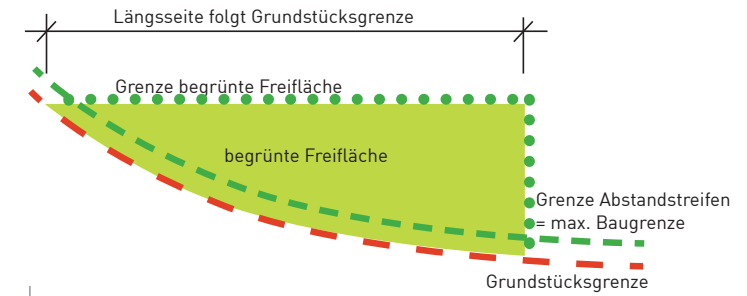 Längsseite folgt Grundstücksgrenze
Grenze begrünte Freifläche
begrünte Freifläche
Grenze Abstandstreifen
= max. Baugrenze
Grundstücksgrenze